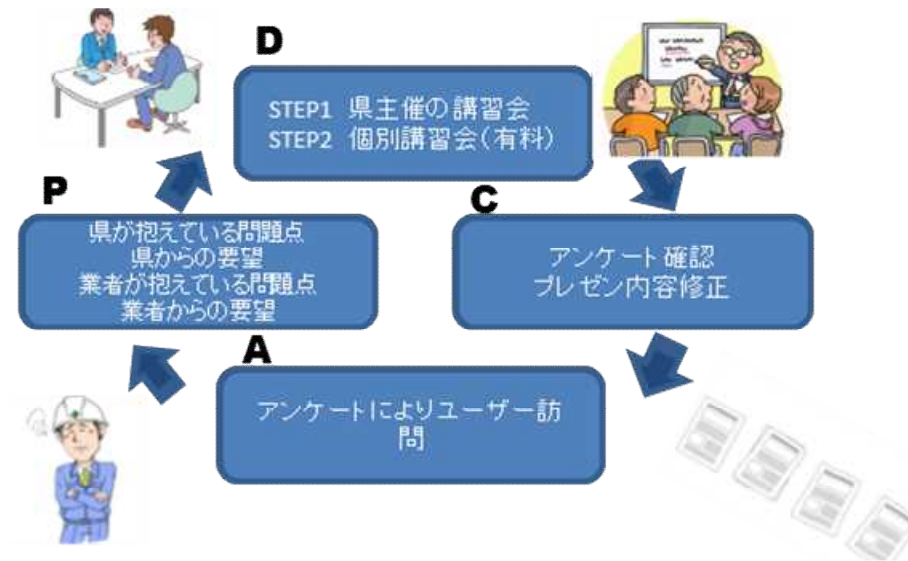 D
STEP1 県主催の講習会
STEP2 個別講習会(有料)
P
県が抱えている問題点
県からの要望
業者が抱えている問題点
業者からの要望
C
アンケート確認
プレゼン内容修正
A
アンケートによりユーザー訪
問